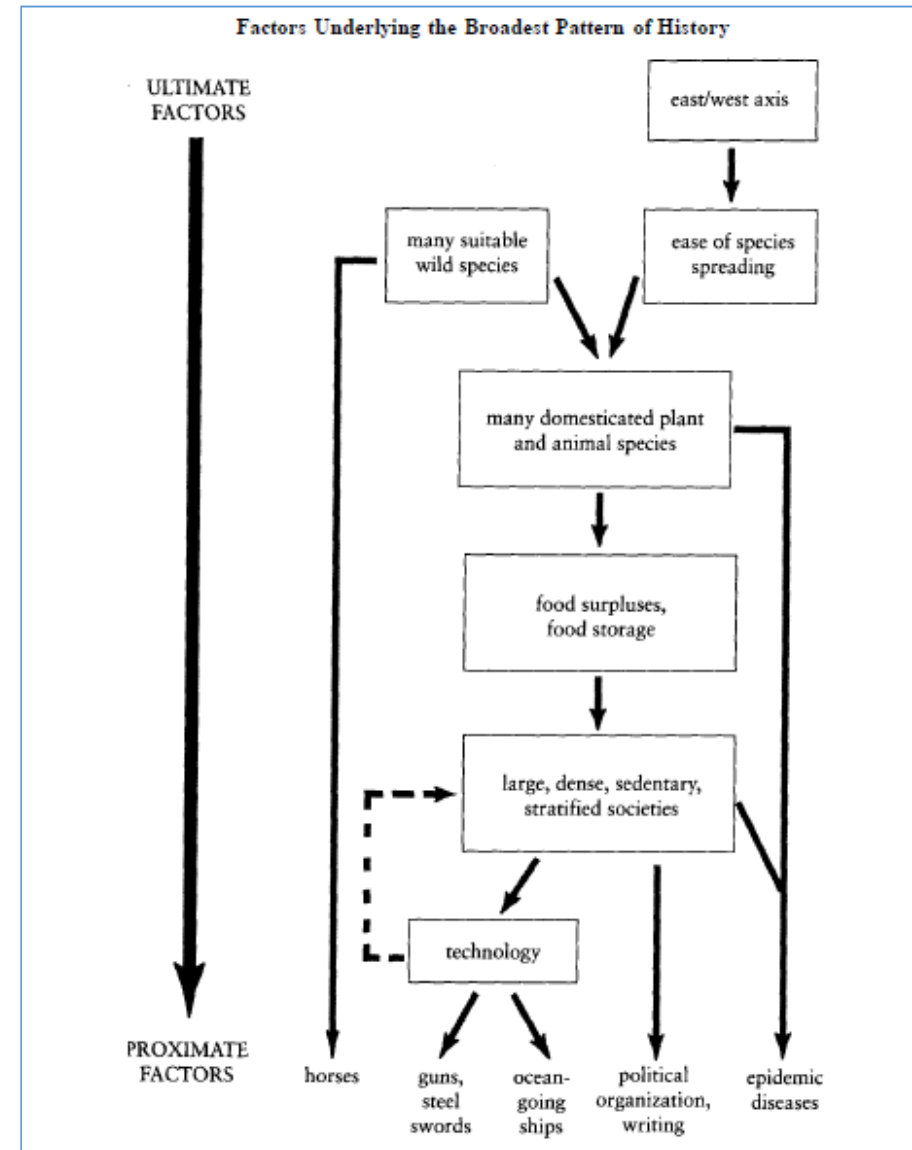 Factors Underlying the Broadest Pattern of History
ULTIMATE
FACTORS
east/west axis
many suitable
wild species
ease of species
spreading
many domesticated plant
and animal species
food surpluses,
food storage
large, dense, sedentary,
stratified societies
technology
PROXIMATE
FACTORS
horses
guns,
steel
swords
ocean-
going
ships
political
organization,
writing
epidemic
diseases